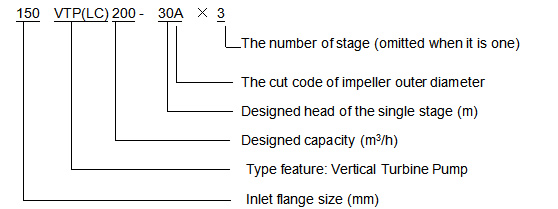 150 VTP(LC) 200 - 30A × 3
The number of stage (omitted when it is one)
The cut code of impeller outer diameter
Designed head of the single stage (m)
Designed capacity (m³/h)
Type feature: Vertical Turbine Pump
Inlet flange size (mm)